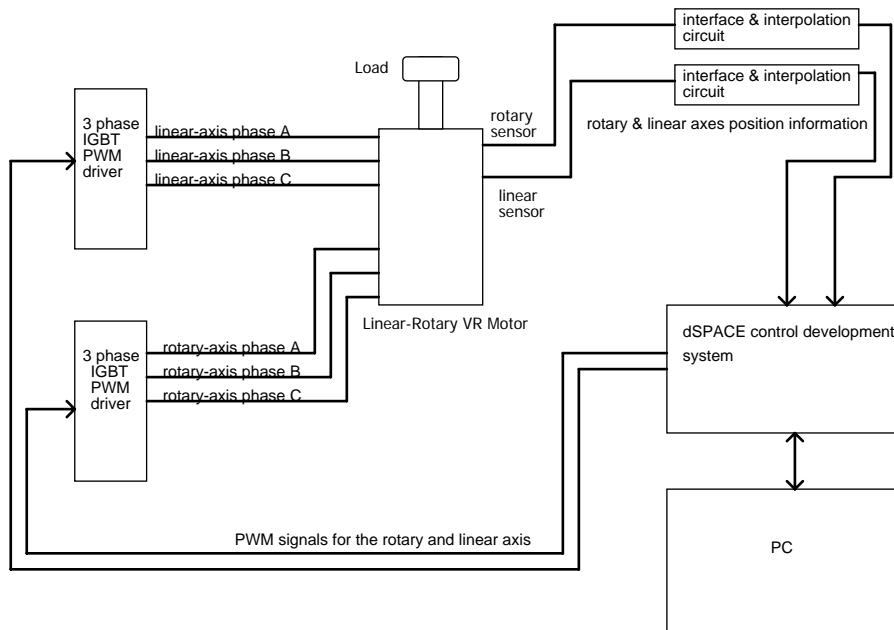 interface & interpolation
circuit
interface & interpolation
circuit
Load
rotary
sensor
rotary & linear axes position information
3 phase
IGBT
PWM
driver
linear-axis phase A
linear-axis phase B
linear-axis phase C
linear
sensor
Linear-Rotary VR Motor
dSPACE control development
system
3 phase
IGBT
PWM
driver
rotary-axis phase A
rotary-axis phase B
rotary-axis phase C
PWM signals for the rotary and linear axis
PC